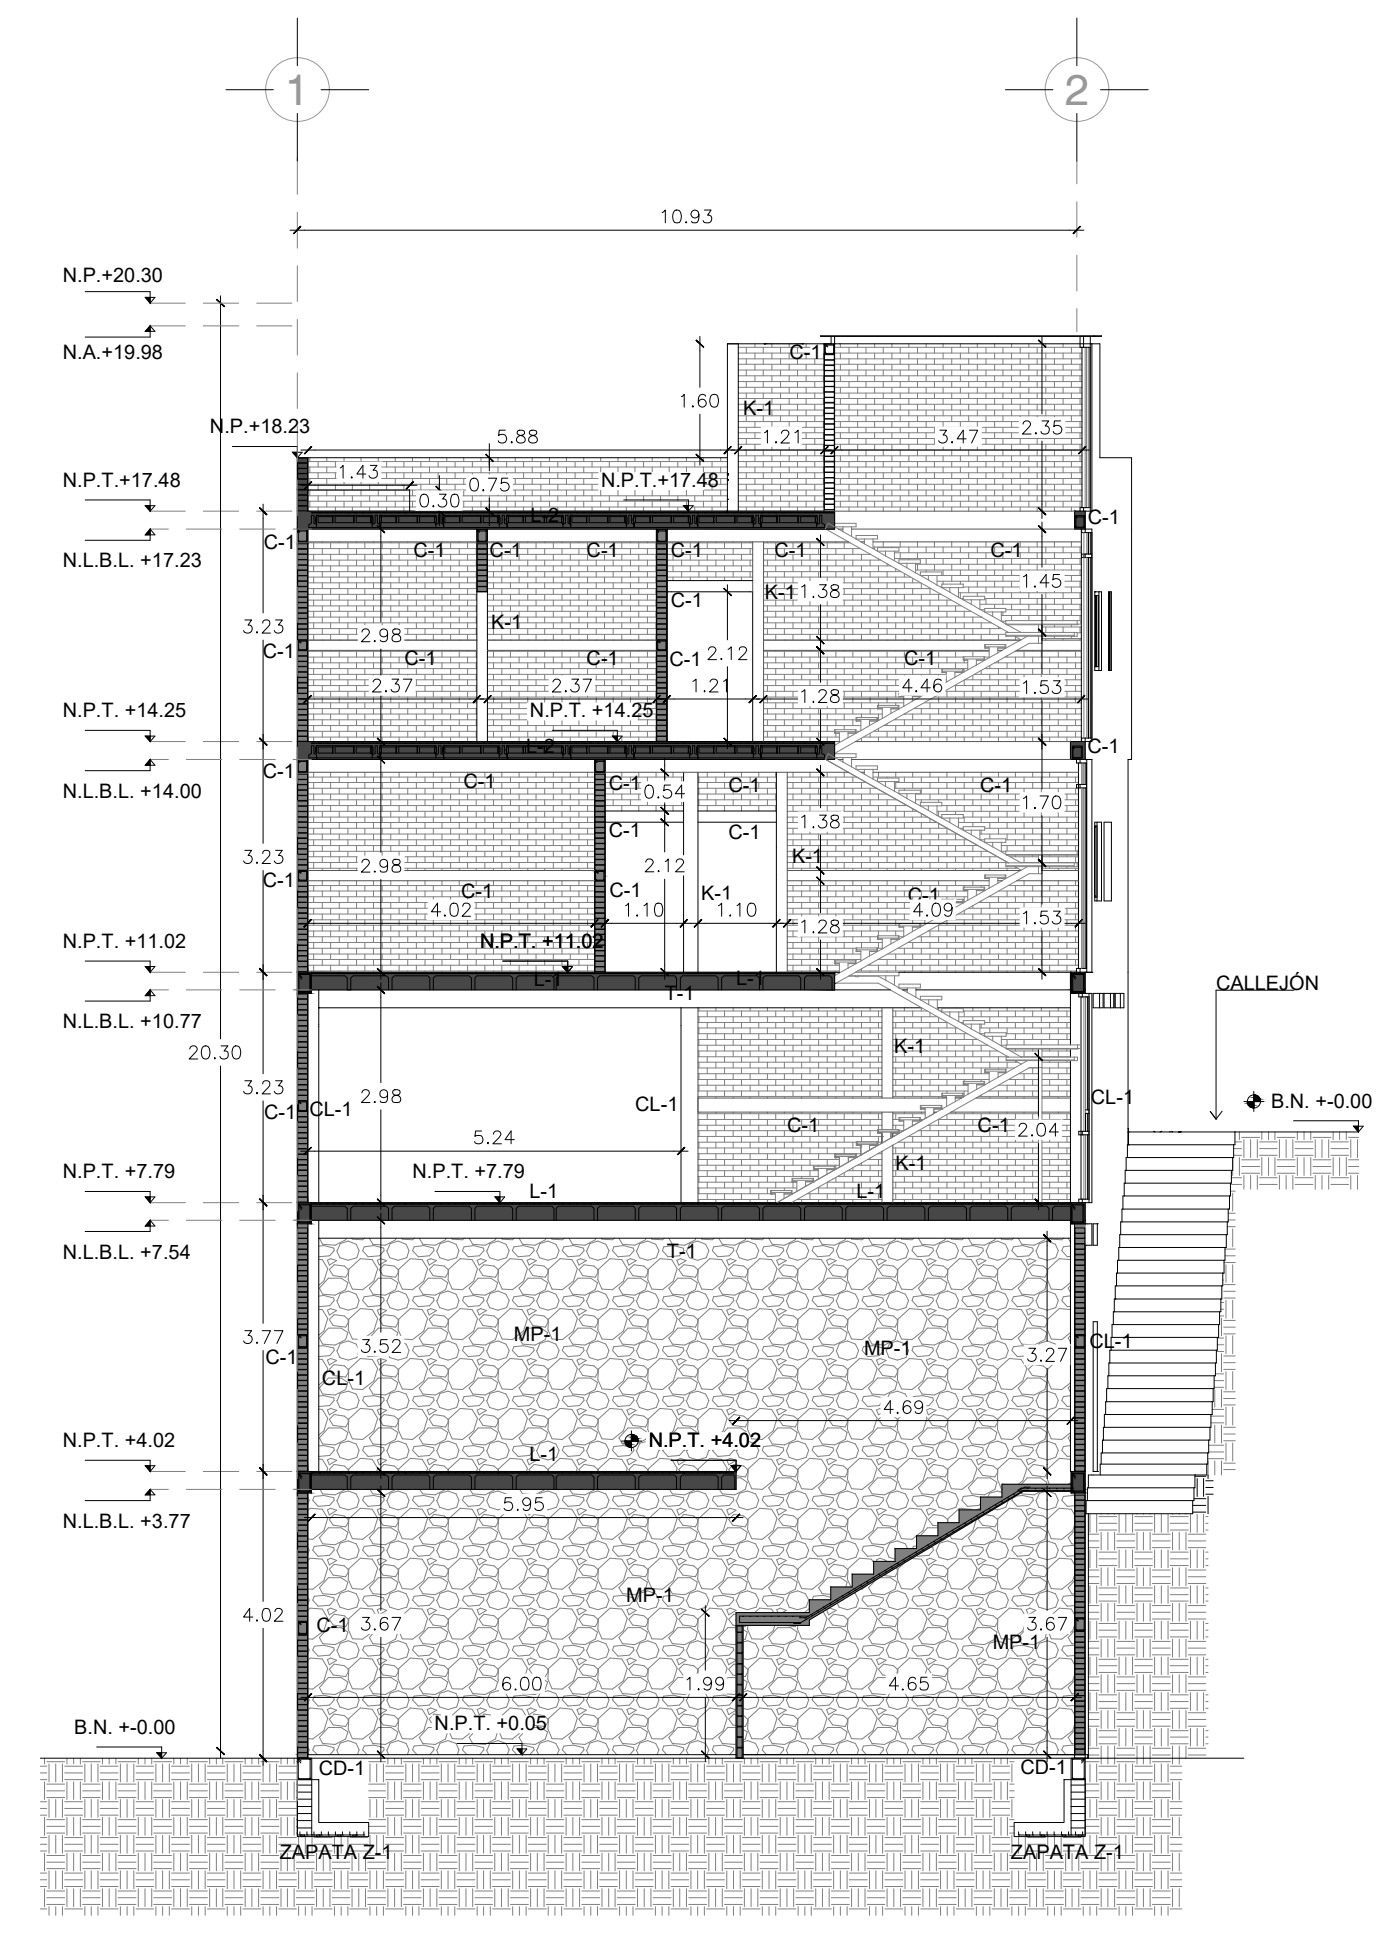 1
2
10.93
N.P.+20.30
N.A.+19.98
C-1
1.60
K-1
N.P.+18.23
5.88
1.21
3.47
2.35
1.43
N.P.T.+17.48
0.30
0.75
N.P.T.+17.48
L-2
C-1
N.L.B.L. +17.23
C-1
C-1
C-1
C-1
C-1
C-1
C-1
1.45
K-1
1.38
C-1
3.23
2.98
K-1
C-1
C-1
C-1
C-1
2.12
C-1
2.37
2.37
1.21
1.28
4.46
1.53
N.P.T. +14.25
N.P.T. +14.25
L-2
C-1
N.L.B.L. +14.00
C-1
C-1
C-1
0.54
C-1
C-1
1.70
1.38
C-1
C-1
3.23
2.98
2.12
K-1
C-1
C-1
C-1
K-1
C-1
4.02
1.10
1.10
4.09
1.53
1.28
N.P.T. +11.02
N.P.T. +11.02
L-1
T-1
L-1
CALLEJÓN
N.L.B.L. +10.77
20.30
K-1
3.23
2.98
C-1
CL-1
CL-1
CL-1
B.N. +-0.00
C-1
C-1
2.04
5.24
K-1
N.P.T. +7.79
N.P.T. +7.79
L-1
L-1
N.L.B.L. +7.54
T-1
3.77
C-1
3.52
MP-1
MP-1
3.27
CL-1
CL-1
4.69
N.P.T. +4.02
N.P.T. +4.02
L-1
5.95
N.L.B.L. +3.77
MP-1
4.02
C-1
3.67
3.67
MP-1
6.00
1.99
4.65
B.N. +-0.00
N.P.T. +0.05
CD-1
CD-1
ZAPATA Z-1
ZAPATA Z-1